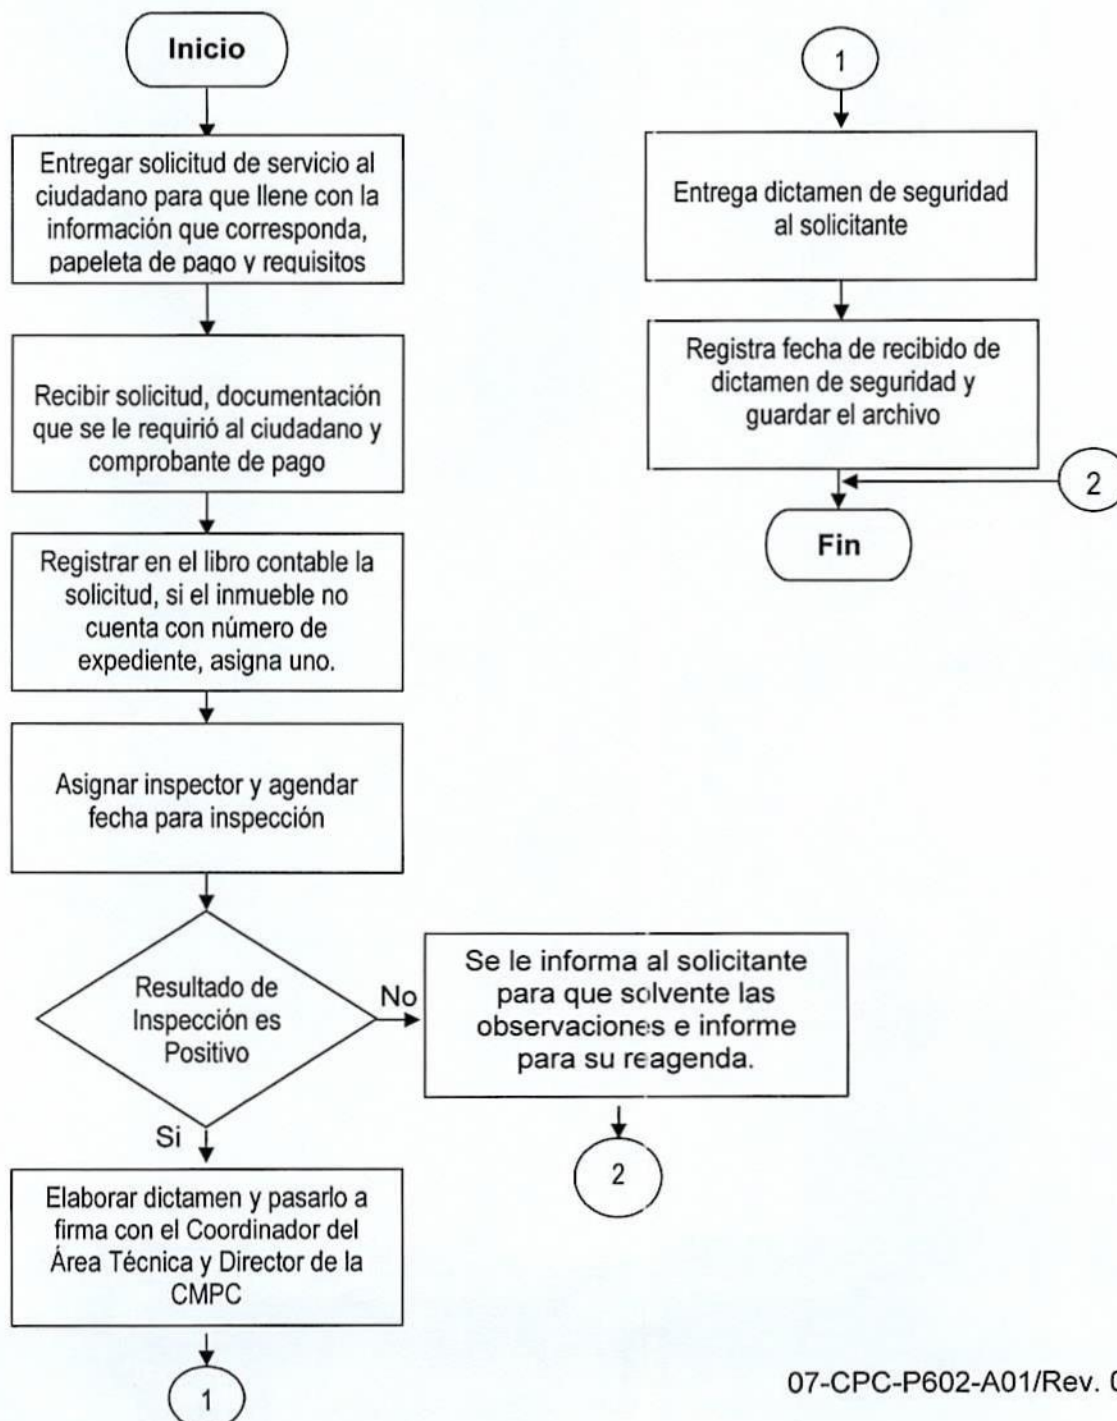 Inicio
Entregar solicitud de servicio al
ciudadano para que llene con la
información que corresponda,
papeleta de pago y requisitos
Recibir solicitud, documentación
que se le requirió al ciudadano y
comprobante de pago
Registrar en el libro contable la
solicitud, si el inmueble no
cuenta con número de
expediente, asigna uno.
Asignar inspector y agendar
fecha para inspección
Resultado de
Inspección es
Positivo
No
Se le informa al solicitante
para que solvente las
observaciones e informe
para su reagenda.
2
Si
Elaborar dictamen y pasarlo a
firma con el Coordinador del
Área Técnica y Director de la
CMPC
1
1
Entrega dictamen de seguridad
al solicitante
Registra fecha de recibido de
dictamen de seguridad y
guardar el archivo
2
Fin
07-CPC-P602-A01/Rev. 0